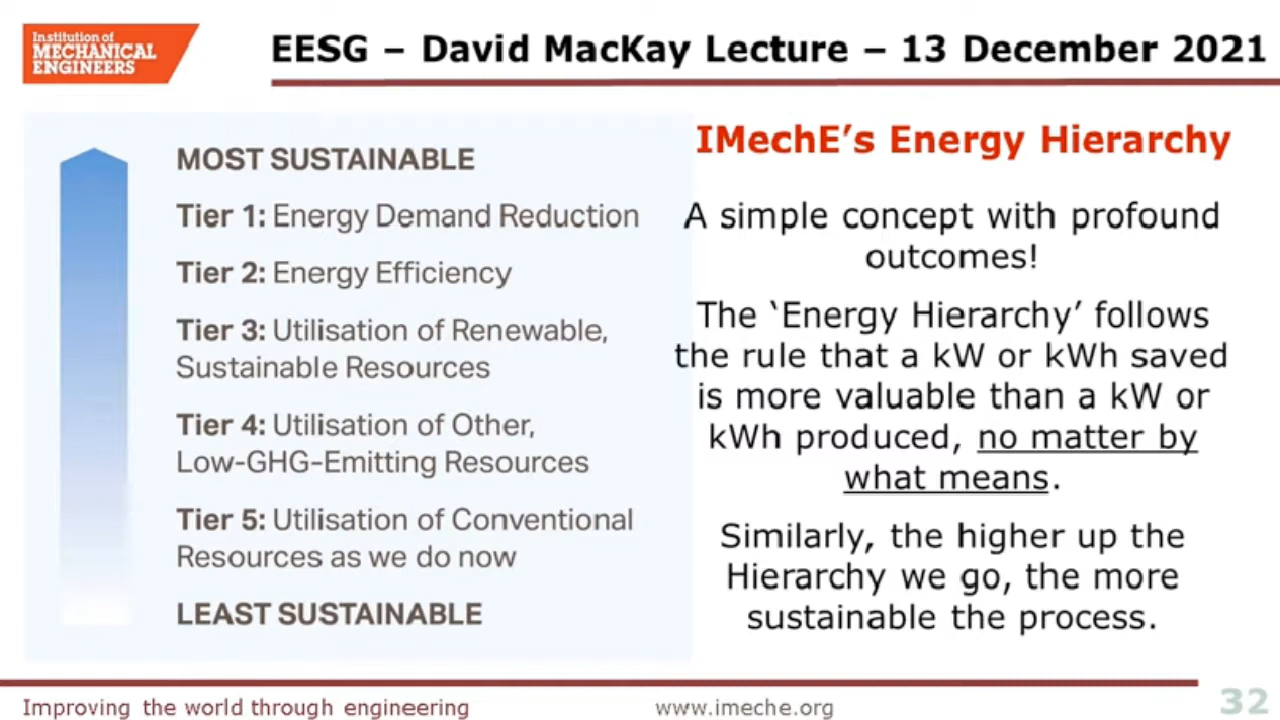 Institution of
MECHANICAL
ENGINEERS
EESG – David MacKay Lecture – 13 December 2021
MOST SUSTAINABLE
Tier 1: Energy Demand Reduction
Tier 2: Energy Efficiency
Tier 3: Utilisation of Renewable,
Sustainable Resources
Tier 4: Utilisation of Other,
Low-GHG-Emitting Resources
Tier 5: Utilisation of Conventional
Resources as we do now
LEAST SUSTAINABLE
IMechE’s Energy Hierarchy
A simple concept with profound
outcomes!
The ‘Energy Hierarchy’ follows
the rule that a kW or kWh saved
is more valuable than a kW or
kWh produced, no matter by
what means.
Similarly, the higher up the
Hierarchy we go, the more
sustainable the process.
Improving the world through engineering
www.imeche.org
32